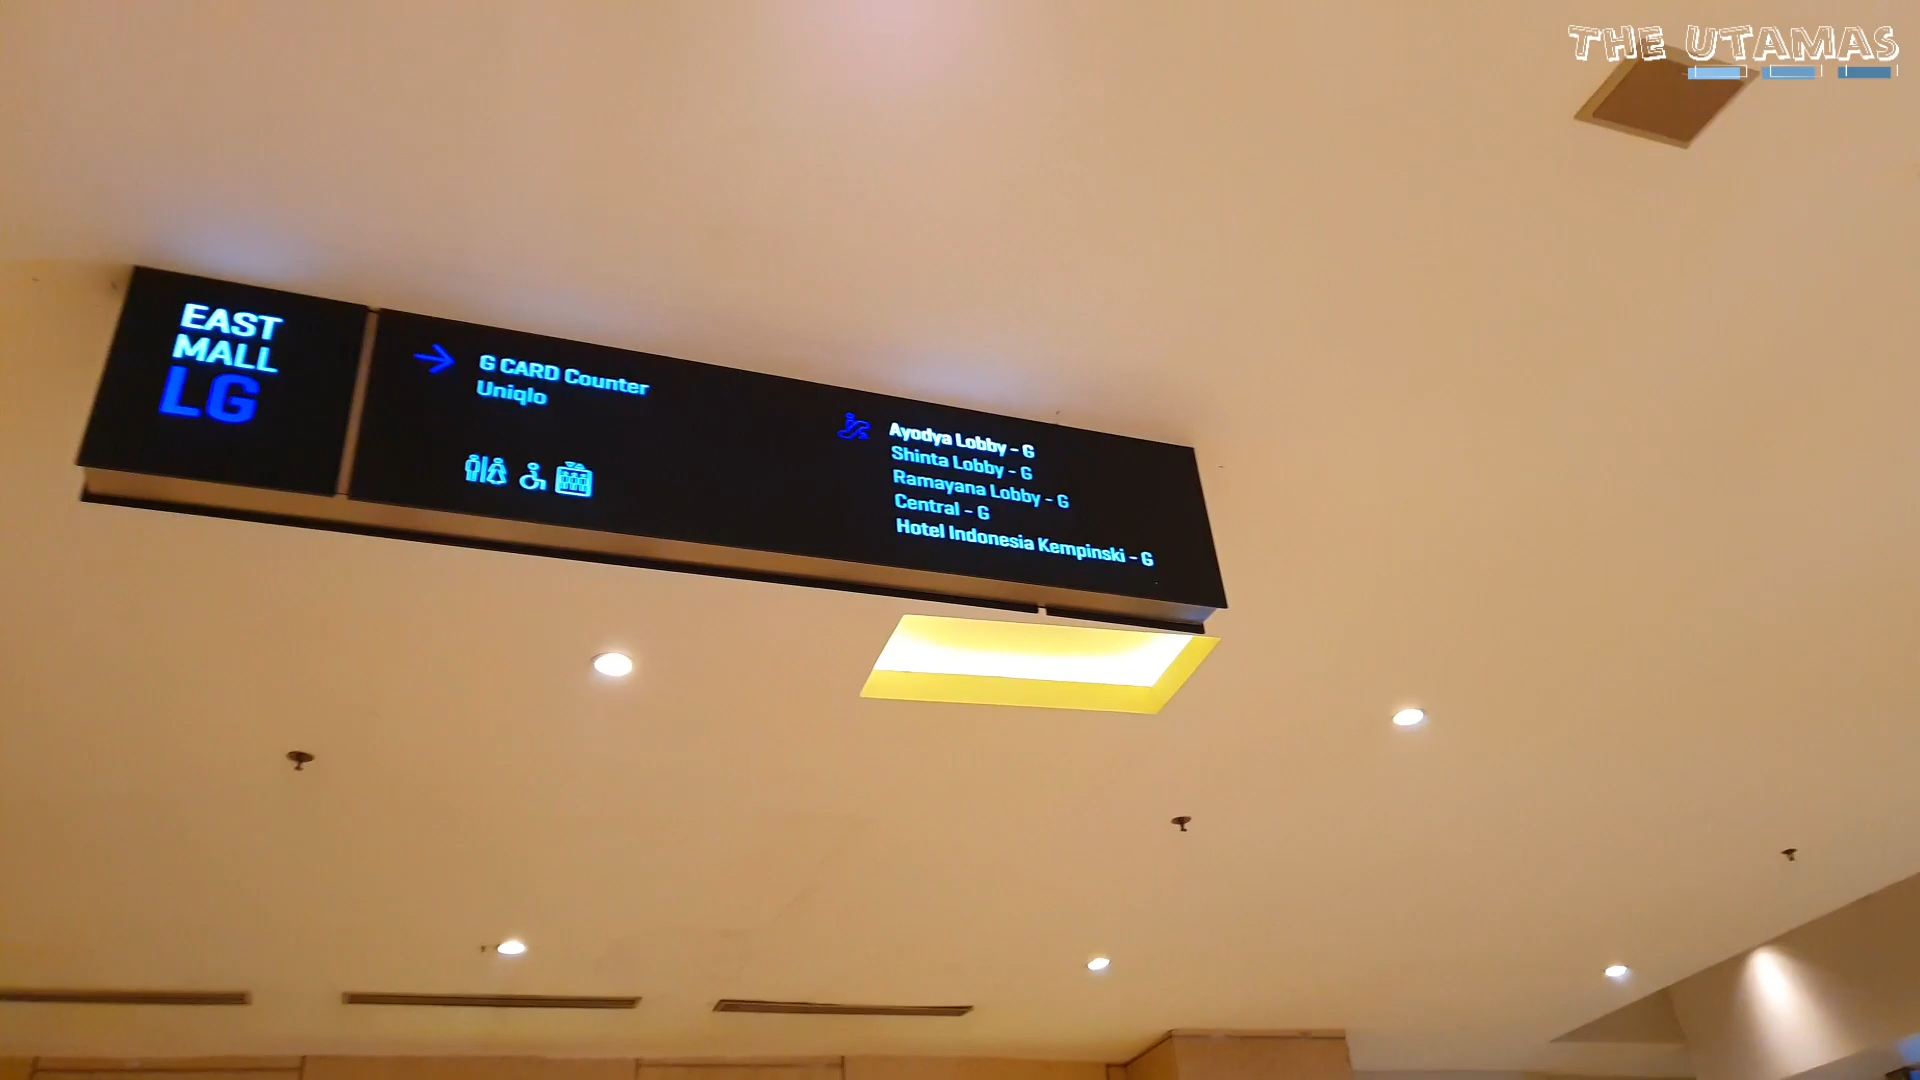 THE UTAMAS
EAST
MALL
LG
→ G CARD Counter
Uniqlo
Ayodya Lobby - G
Shinta Lobby - G
Ramayana Lobby - G
Central - G
Hotel Indonesia Kempinski - G